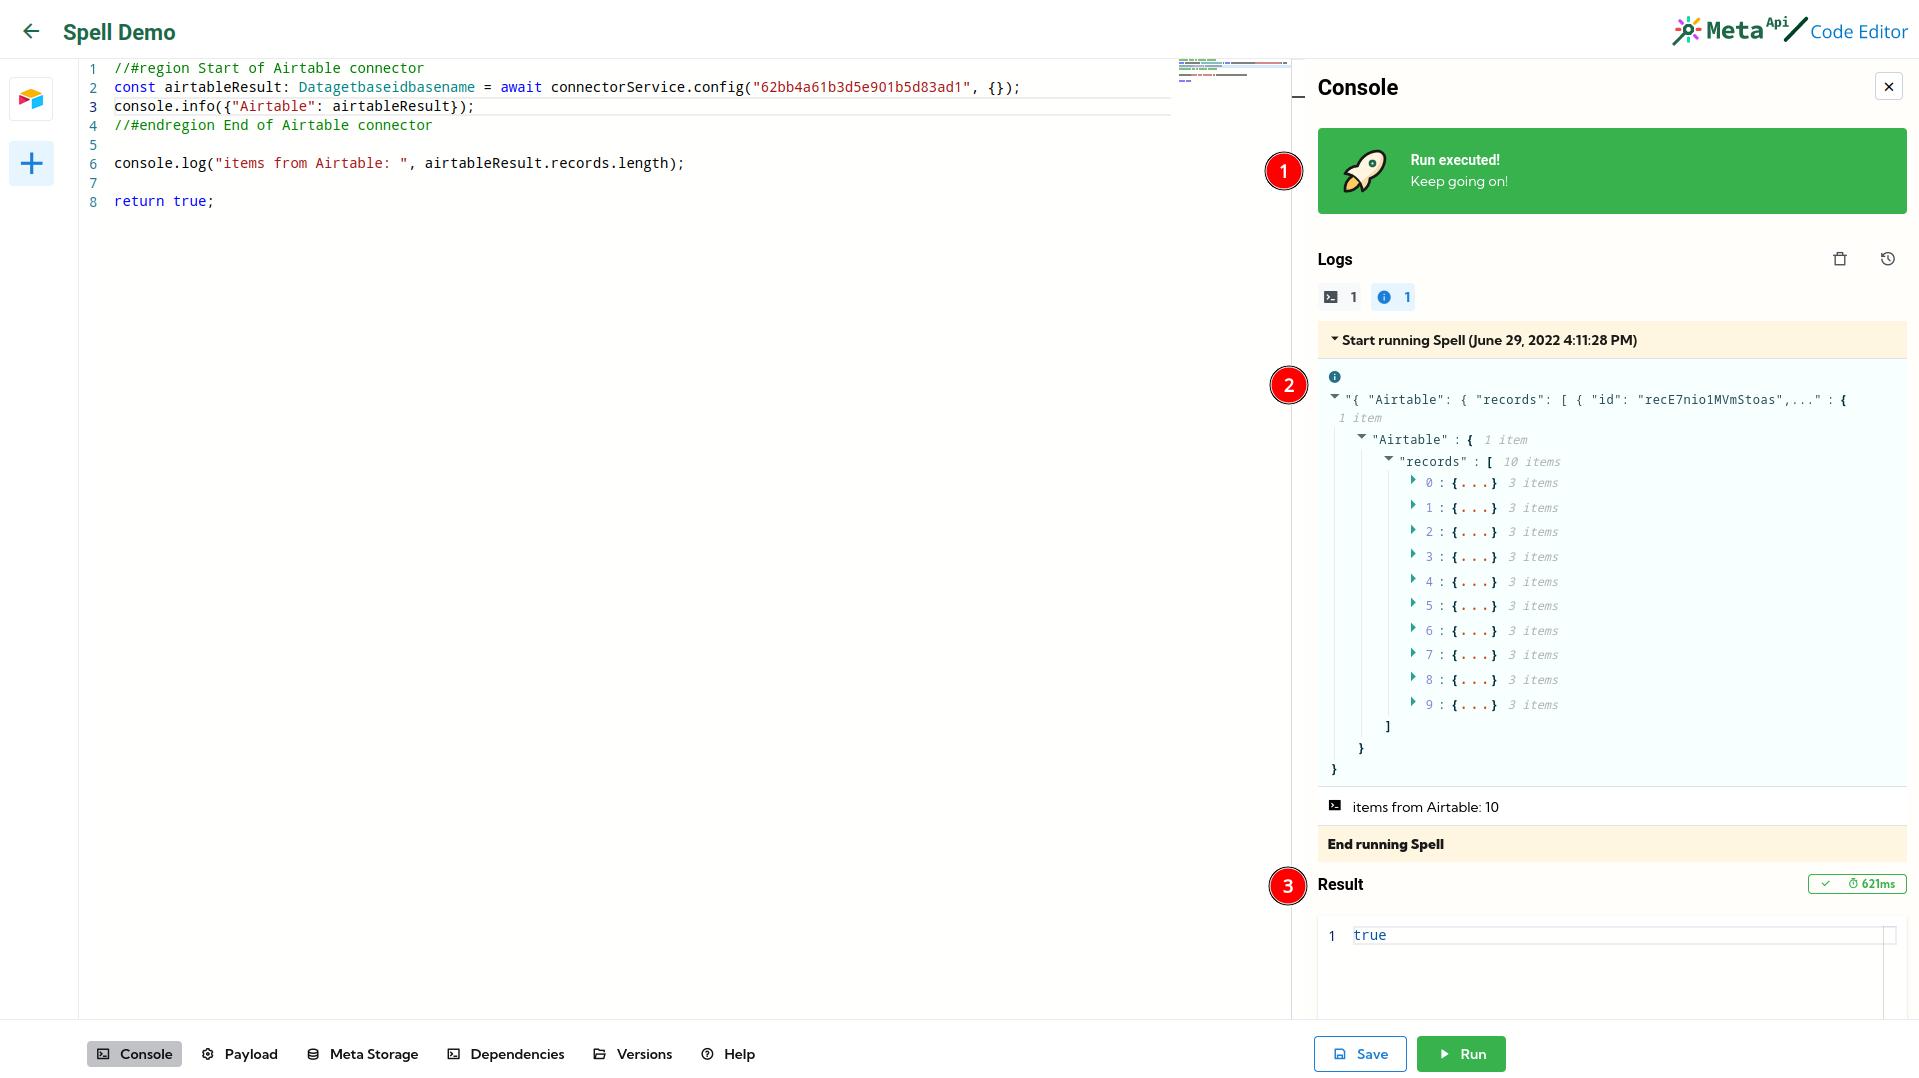 Spell Demo
MetaApi Code Editor
1 //#region Start of Airtable connector
2 const airtableResult: Datagetbaseidbasename = await connectorService.config("62bb4a61b3d5e901b5d83ad1", {});
3 console.info({"Airtable": airtableResult});
4 //#endregion End of Airtable connector
5
6 console.log("items from Airtable: ", airtableResult.records.length);
7
8 return true;
Console
1
Run executed!
Keep going on!
Logs
1 1
Start running Spell (June 29, 2022 4:11:28 PM)
2
"{ "Airtable": { "records": [ { "id": "recE7nio1MVmStoas",..." : {
1 item
"Airtable" : { 1 item
"records" : [ 10 items
0 : {...} 3 items
1 : {...} 3 items
2 : {...} 3 items
3 : {...} 3 items
4 : {...} 3 items
5 : {...} 3 items
6 : {...} 3 items
7 : {...} 3 items
8 : {...} 3 items
9 : {...} 3 items
]
}
}
items from Airtable: 10
End running Spell
3
Result 621ms
1 true
Console Payload Meta Storage Dependencies Versions Help Save Run